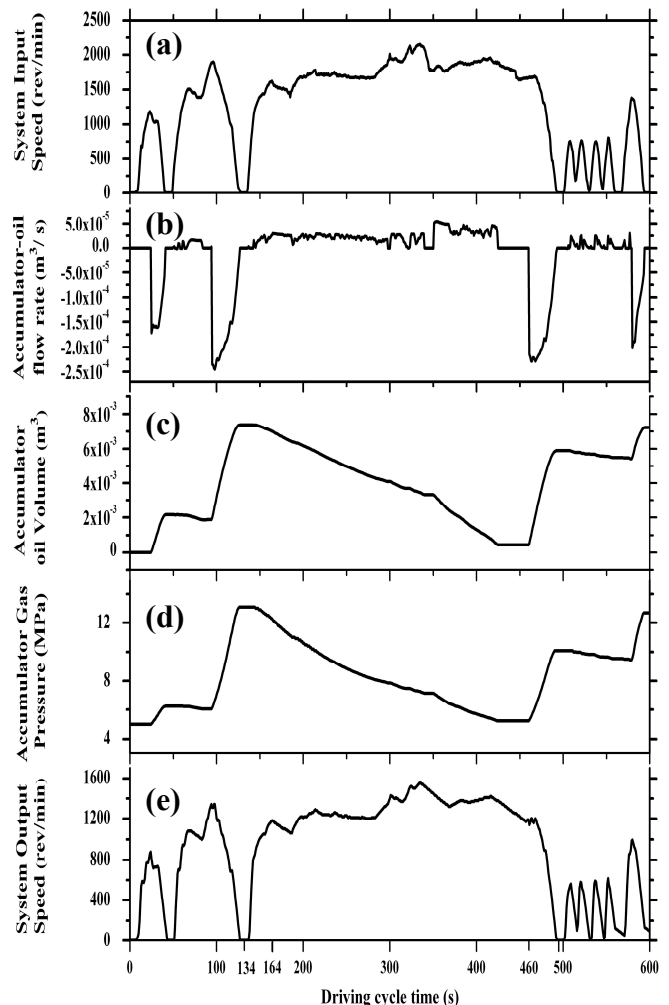 System Input
Speed (rev/min)
2500
2000
1500
1000
500
0
(a)
Accumulator-oil
flow rate (m³/ s)
5.0x10⁻⁵
0.0
-5.0x10⁻⁵
-1.0x10⁻⁴
-1.5x10⁻⁴
-2.0x10⁻⁴
-2.5x10⁻⁴
(b)
Accumulator
oil Volume (m³)
8x10⁻³
6x10⁻³
4x10⁻³
2x10⁻³
0
(c)
Accumulator Gas
Pressure (MPa)
12
8
4
(d)
System Output
Speed (rev/min)
1600
1200
800
400
0
(e)
0 100 134 164 200 300 400 460 500 600
Driving cycle time (s)